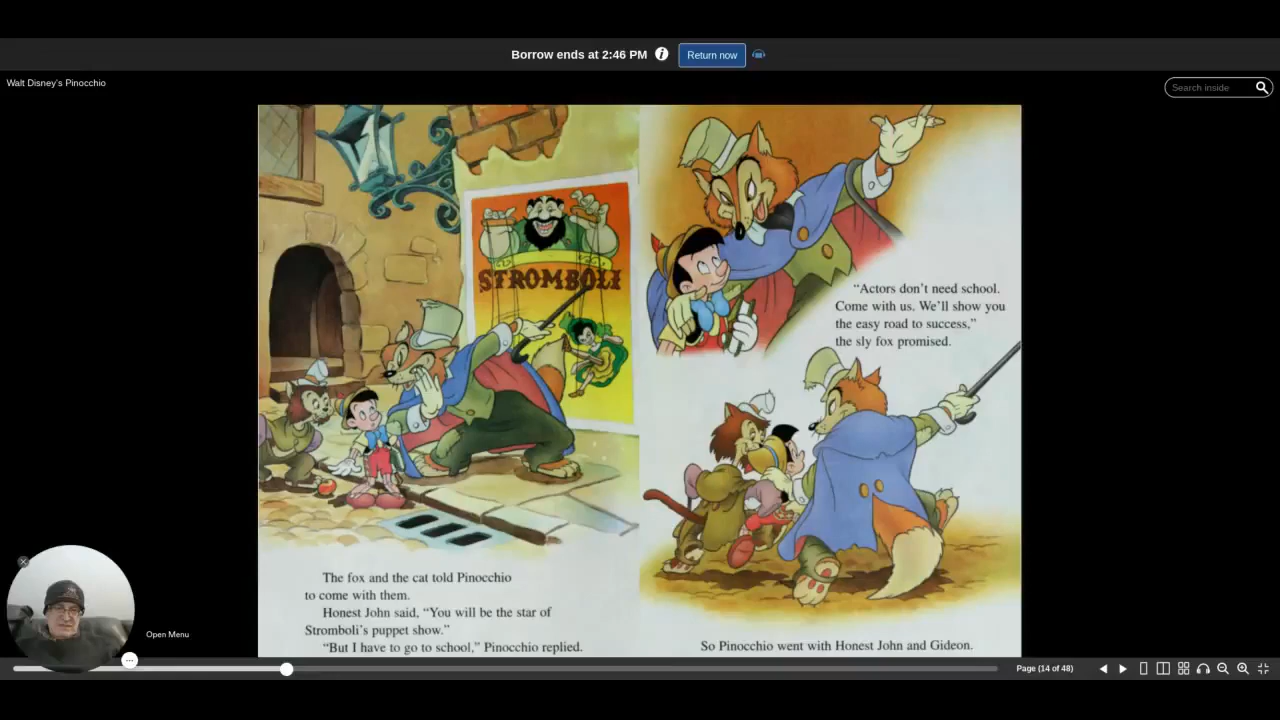 Borrow ends at 2:46 PM
Return now
Walt Disney's Pinocchio
Search inside
STROMBOLI
"Actors don't need school.
Come with us. We'll show you
the easy road to success,"
the sly fox promised.
The fox and the cat told Pinocchio
to come with them.
Honest John said, "You will be the star of
Stromboli's puppet show."
"But I have to go to school," Pinocchio replied.
So Pinocchio went with Honest John and Gideon.
Open Menu
Page (14 of 48)